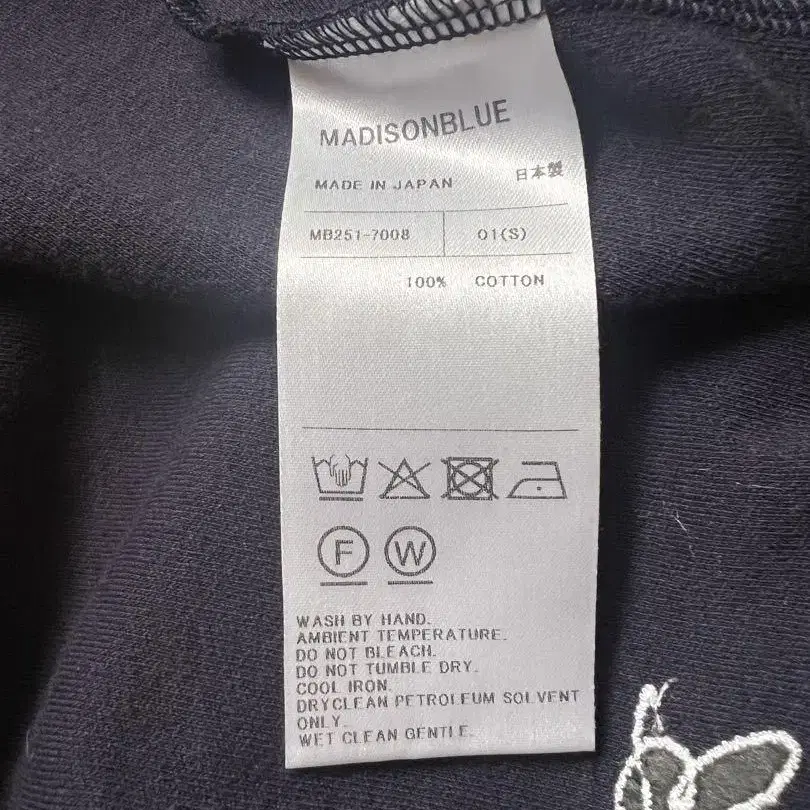 MADISONBLUE
MADE IN JAPAN 日本製
MB251-7008 01(S)
100% COTTON
F W
WASH BY HAND.
AMBIENT TEMPERATURE.
DO NOT BLEACH.
DO NOT TUMBLE DRY.
COOL IRON.
DRYCLEAN PETROLEUM SOLVENT
ONLY.
WET CLEAN GENTLE.